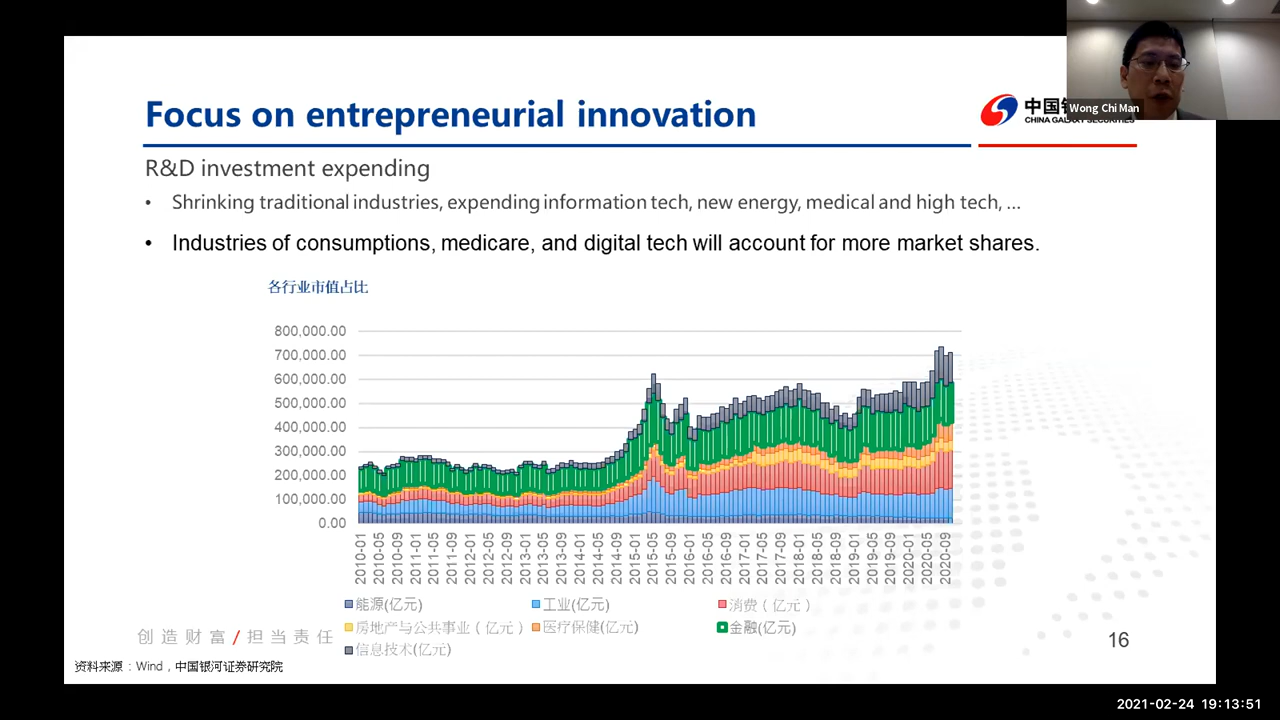 Focus on entrepreneurial innovation
中国银
CHINA GALAXY SECURITIES
Wong Chi Man
R&D investment expending
• Shrinking traditional industries, expending information tech, new energy, medical and high tech, ...
• Industries of consumptions, medicare, and digital tech will account for more market shares.
各行业市值占比
800,000.00
700,000.00
600,000.00
500,000.00
400,000.00
300,000.00
200,000.00
100,000.00
0.00
2010-01
2010-05
2010-09
2011-01
2011-05
2011-09
2012-01
2012-05
2012-09
2013-01
2013-05
2013-09
2014-01
2014-05
2014-09
2015-01
2015-05
2015-09
2016-01
2016-05
2016-09
2017-01
2017-05
2017-09
2018-01
2018-05
2018-09
2019-01
2019-05
2019-09
2020-01
2020-05
2020-09
能源(亿元)
工业(亿元)
消费（亿元）
房地产与公共事业（亿元）
医疗保健(亿元)
金融(亿元)
信息技术(亿元)
创造财富/担当责任
16
资料来源：Wind，中国银河证券研究院
2021-02-24 19:13:51